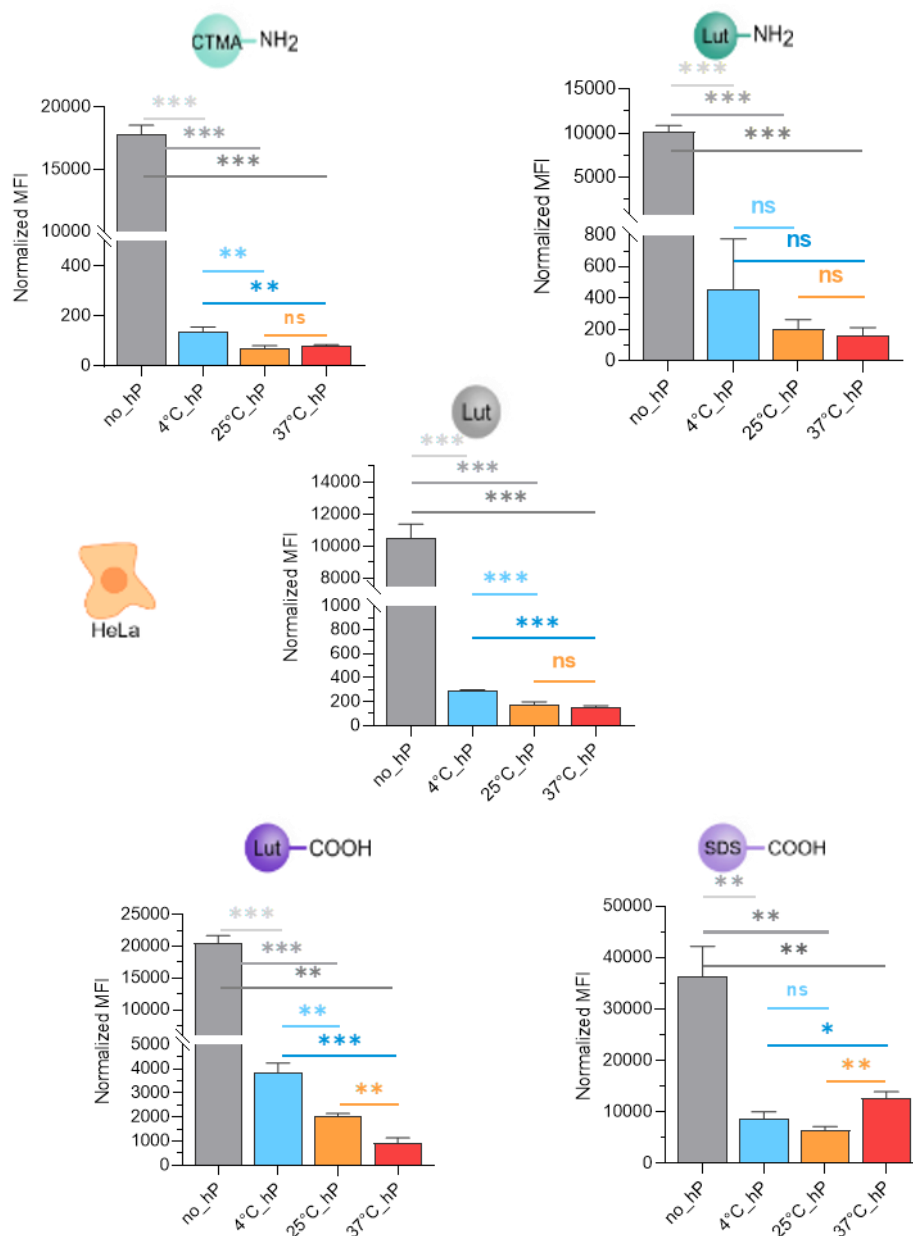 CTMA NH2
Normalized MFI
***
***
***
20000
15000
10000
400
200
0
**
**
ns
no_hP
4°C_hP
25°C_hP
37°C_hP
Lut NH2
Normalized MFI
***
***
***
15000
10000
5000
800
600
400
200
0
ns
ns
ns
no_hP
4°C_hP
25°C_hP
37°C_hP
HeLa
Lut
Normalized MFI
***
***
***
14000
12000
10000
8000
1000
800
600
400
200
0
***
***
ns
no_hP
4°C_hP
25°C_hP
37°C_hP
Lut COOH
Normalized MFI
***
***
**
25000
20000
15000
10000
5000
4000
3000
2000
1000
0
**
***
**
no_hP
4°C_hP
25°C_hP
37°C_hP
SDS COOH
Normalized MFI
**
**
**
50000
40000
30000
20000
10000
0
ns
*
**
no_hP
4°C_hP
25°C_hP
37°C_hP